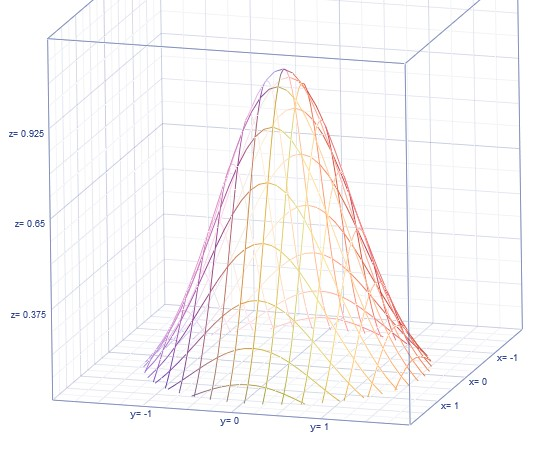 z= 0.925
z= 0.65
z= 0.375
x= -1
x= 0
x= 1
y= -1
y= 0
y= 1